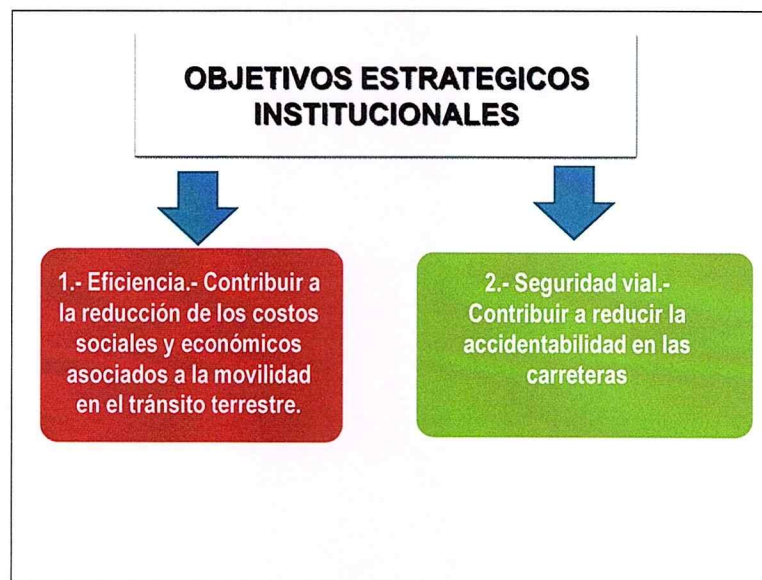 OBJETIVOS ESTRATEGICOS
INSTITUCIONALES
1.- Eficiencia.- Contribuir a
la reducción de los costos
sociales y económicos
asociados a la movilidad
en el tránsito terrestre.
2.- Seguridad vial.-
Contribuir a reducir la
accidentabilidad en las
carreteras